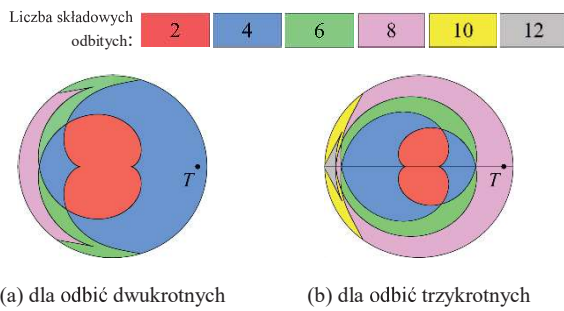 Liczba składowych
odbitych:
2 4 6 8 10 12
T
T
(a) dla odbić dwukrotnych
(b) dla odbić trzykrotnych